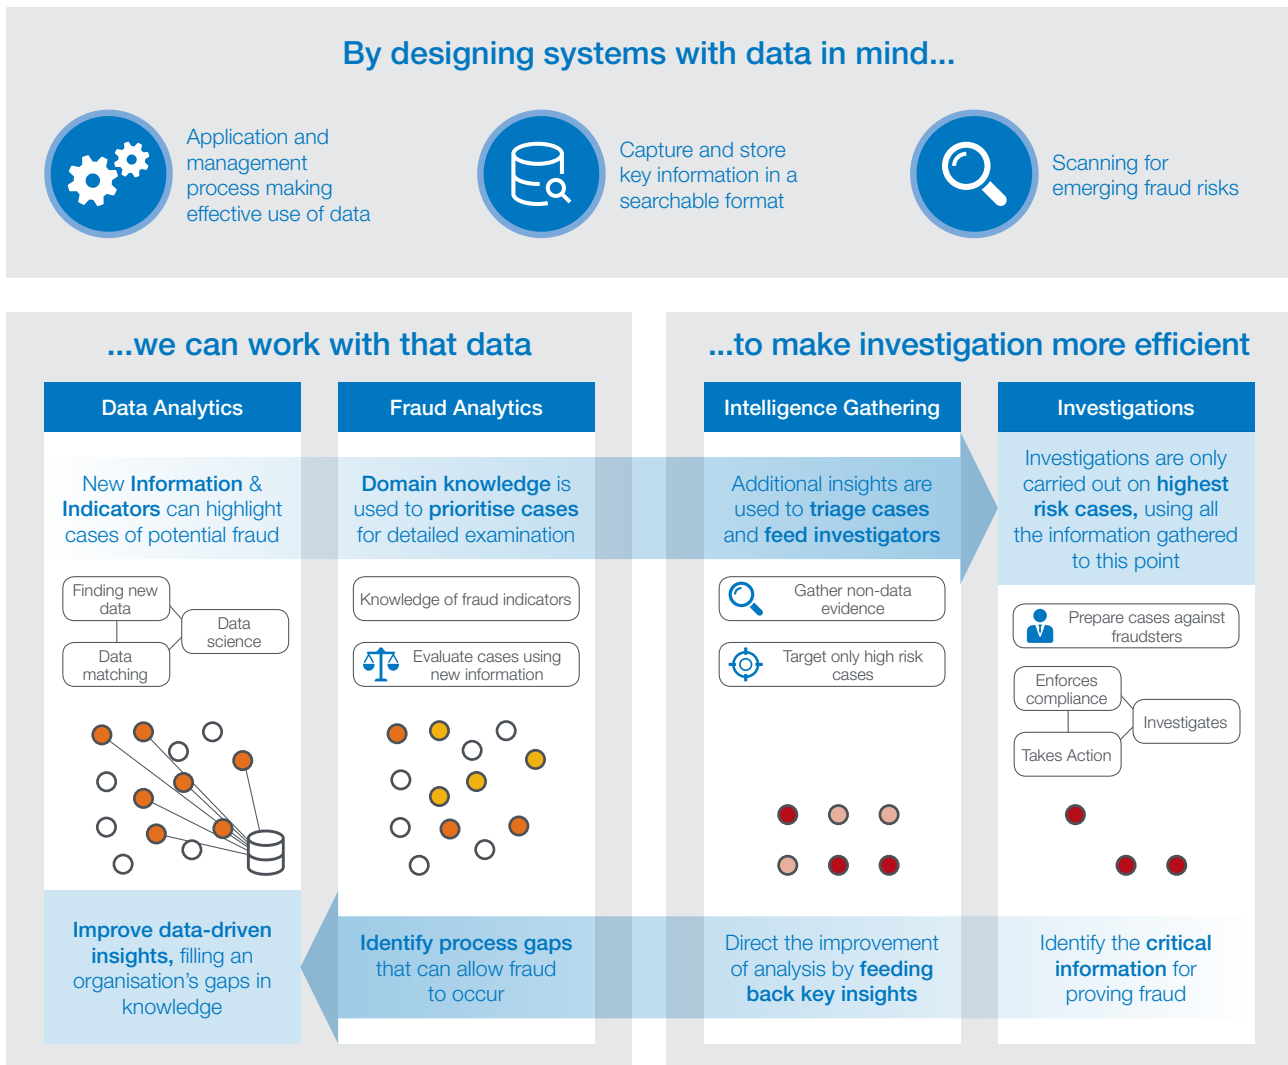 By designing systems with data in mind...
Application and
management
process making
effective use of data
Capture and store
key information in a
searchable format
Scanning for
emerging fraud risks
...we can work with that data
Data Analytics
Fraud Analytics
New Information &
Indicators can highlight
cases of potential fraud
Domain knowledge is
used to prioritise cases
for detailed examination
Finding new
data
Data
science
Data
matching
Knowledge of fraud indicators
Evaluate cases using
new information
Improve data-driven
insights, filling an
organisation's gaps in
knowledge
Identify process gaps
that can allow fraud
to occur
...to make investigation more efficient
Intelligence Gathering
Investigations
Additional insights are
used to triage cases
and feed investigators
Investigations are only
carried out on highest
risk cases, using all
the information gathered
to this point
Gather non-data
evidence
Target only high risk
cases
Prepare cases against
fraudsters
Enforces
compliance
Investigates
Takes Action
Direct the improvement
of analysis by feeding
back key insights
Identify the critical
information for
proving fraud